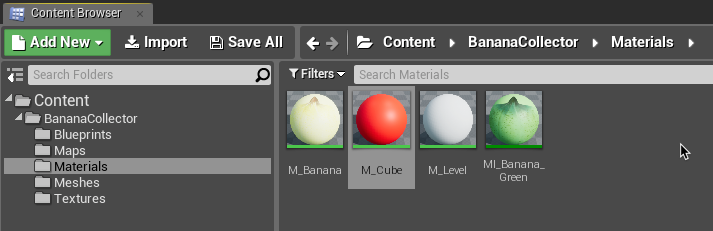 Content Browser
Add New
Import
Save All
Content
BananaCollector
Materials
Search Folders
Filters
Search Materials
Content
BananaCollector
Blueprints
Maps
Materials
Meshes
Textures
M_Banana
M_Cube
M_Level
MI_Banana_
Green